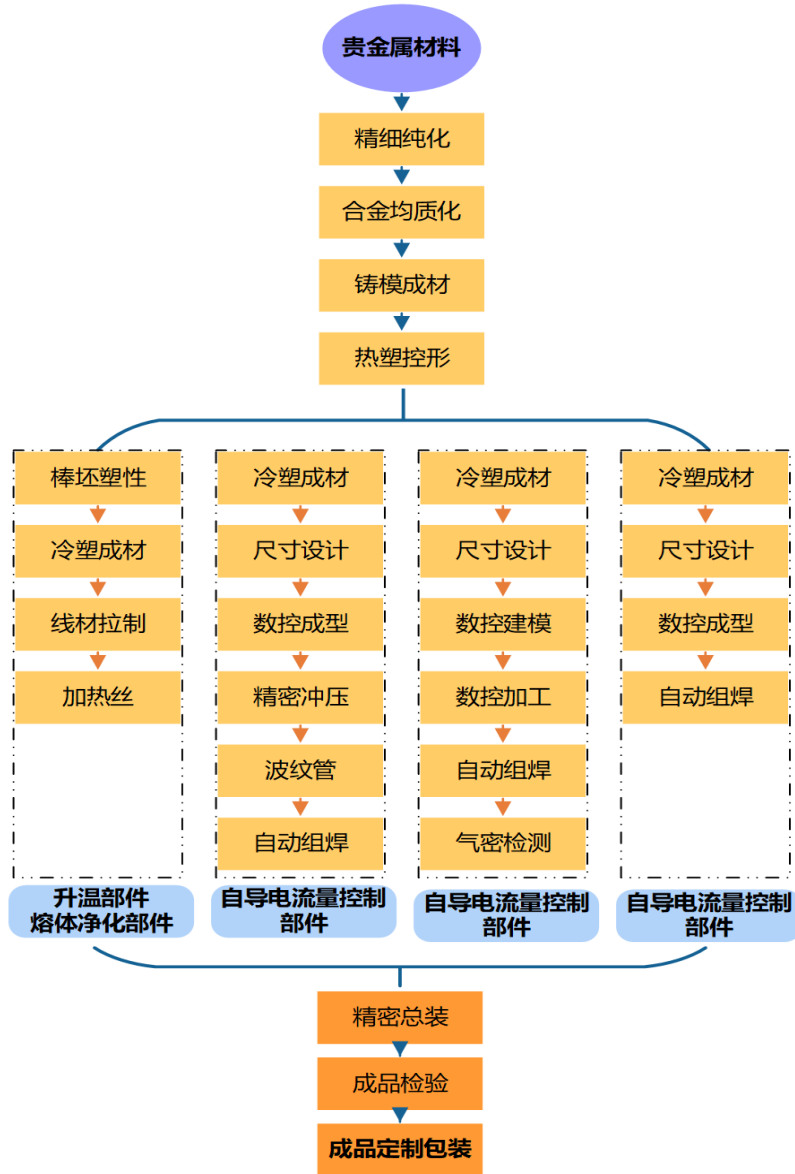 贵金属材料
精细纯化
合金均质化
铸模成材
热塑控形
棒坯塑性
冷塑成材
线材拉制
加热丝
升温部件
熔体净化部件
冷塑成材
尺寸设计
数控成型
精密冲压
波纹管
自动组焊
自导电流量控制
部件
冷塑成材
尺寸设计
数控建模
数控加工
自动组焊
气密检测
自导电流量控制
部件
冷塑成材
尺寸设计
数控成型
自动组焊
自导电流量控制
部件
精密总装
成品检验
成品定制包装